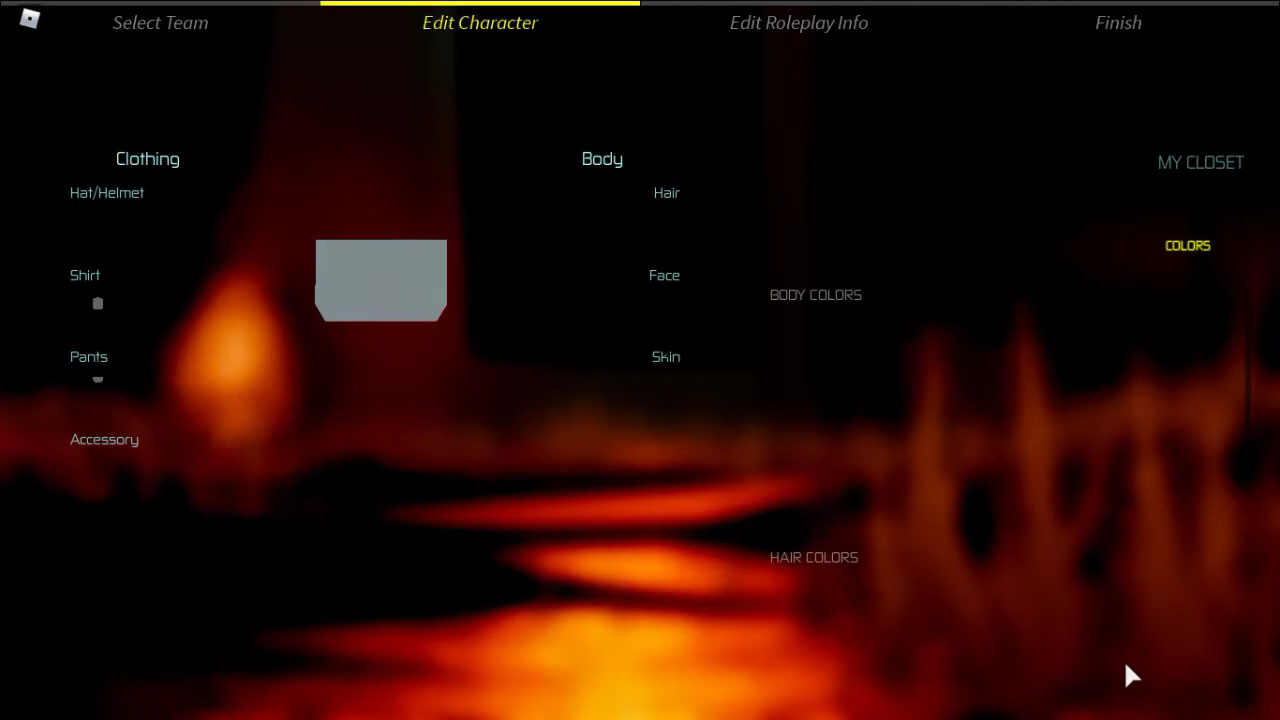 Select Team
Edit Character
Edit Roleplay Info
Finish
Clothing
Body
MY CLOSET
Hat/Helmet
Hair
COLORS
Shirt
Face
BODY COLORS
Pants
Skin
Accessory
HAIR COLORS